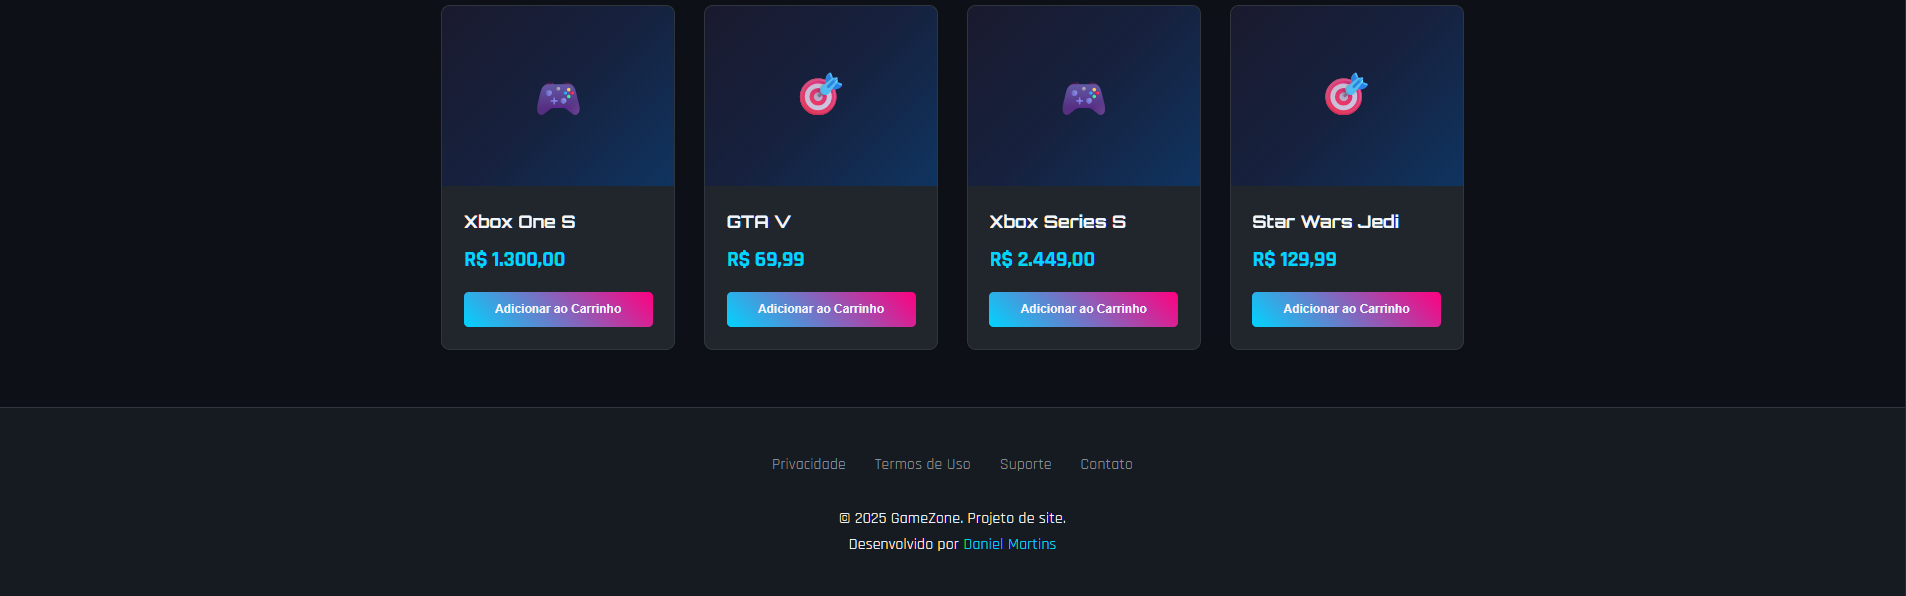 Xbox One S
R$ 1.300,00
Adicionar ao Carrinho
GTA V
R$ 69,99
Adicionar ao Carrinho
Xbox Series S
R$ 2.449,00
Adicionar ao Carrinho
Star Wars Jedi
R$ 129,99
Adicionar ao Carrinho
Privacidade Termos de Uso Suporte Contato
© 2025 GameZone. Projeto de site.
Desenvolvido por Daniel Martins